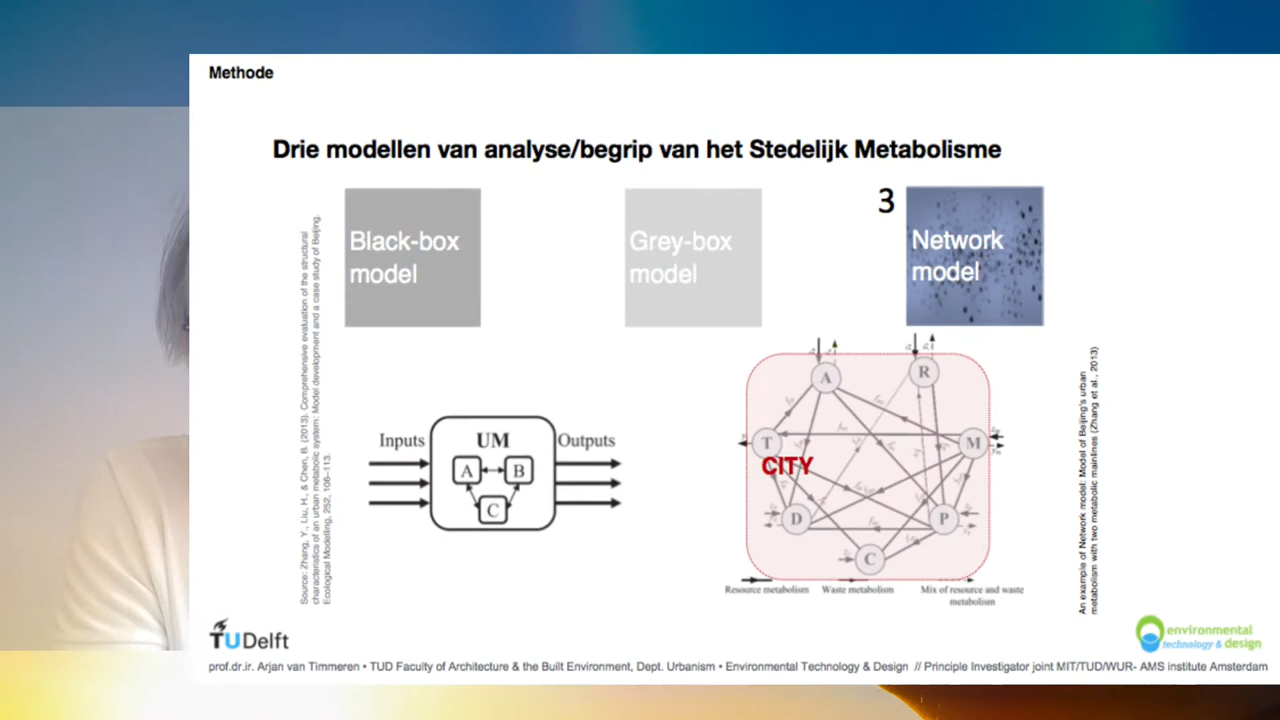 Methode
Drie modellen van analyse/begrip van het Stedelijk Metabolisme
Black-box
model
Grey-box
model
3
Network
model
Source: Zhang, Y., Liu, H., & Chen, B. (2013). Comprehensive evaluation of the structural
characteristics of an urban metabolic system: Model development and a case study of Beijing.
Ecological Modelling, 252, 106–113.
Inputs
UM
Outputs
A
B
C
A
R
T
M
CITY
D
P
C
Resource metabolism
Waste metabolism
Mix of resource and waste
metabolism
An example of Network model: Model of Beijing's urban
metabolism with two metabolic mainlines (Zhang et al., 2013)
TUDelft
environmental
technology & design
prof.dr.ir. Arjan van Timmeren • TUD Faculty of Architecture & the Built Environment, Dept. Urbanism • Environmental Technology & Design // Principle Investigator joint MIT/TUD/WUR- AMS institute Amsterdam